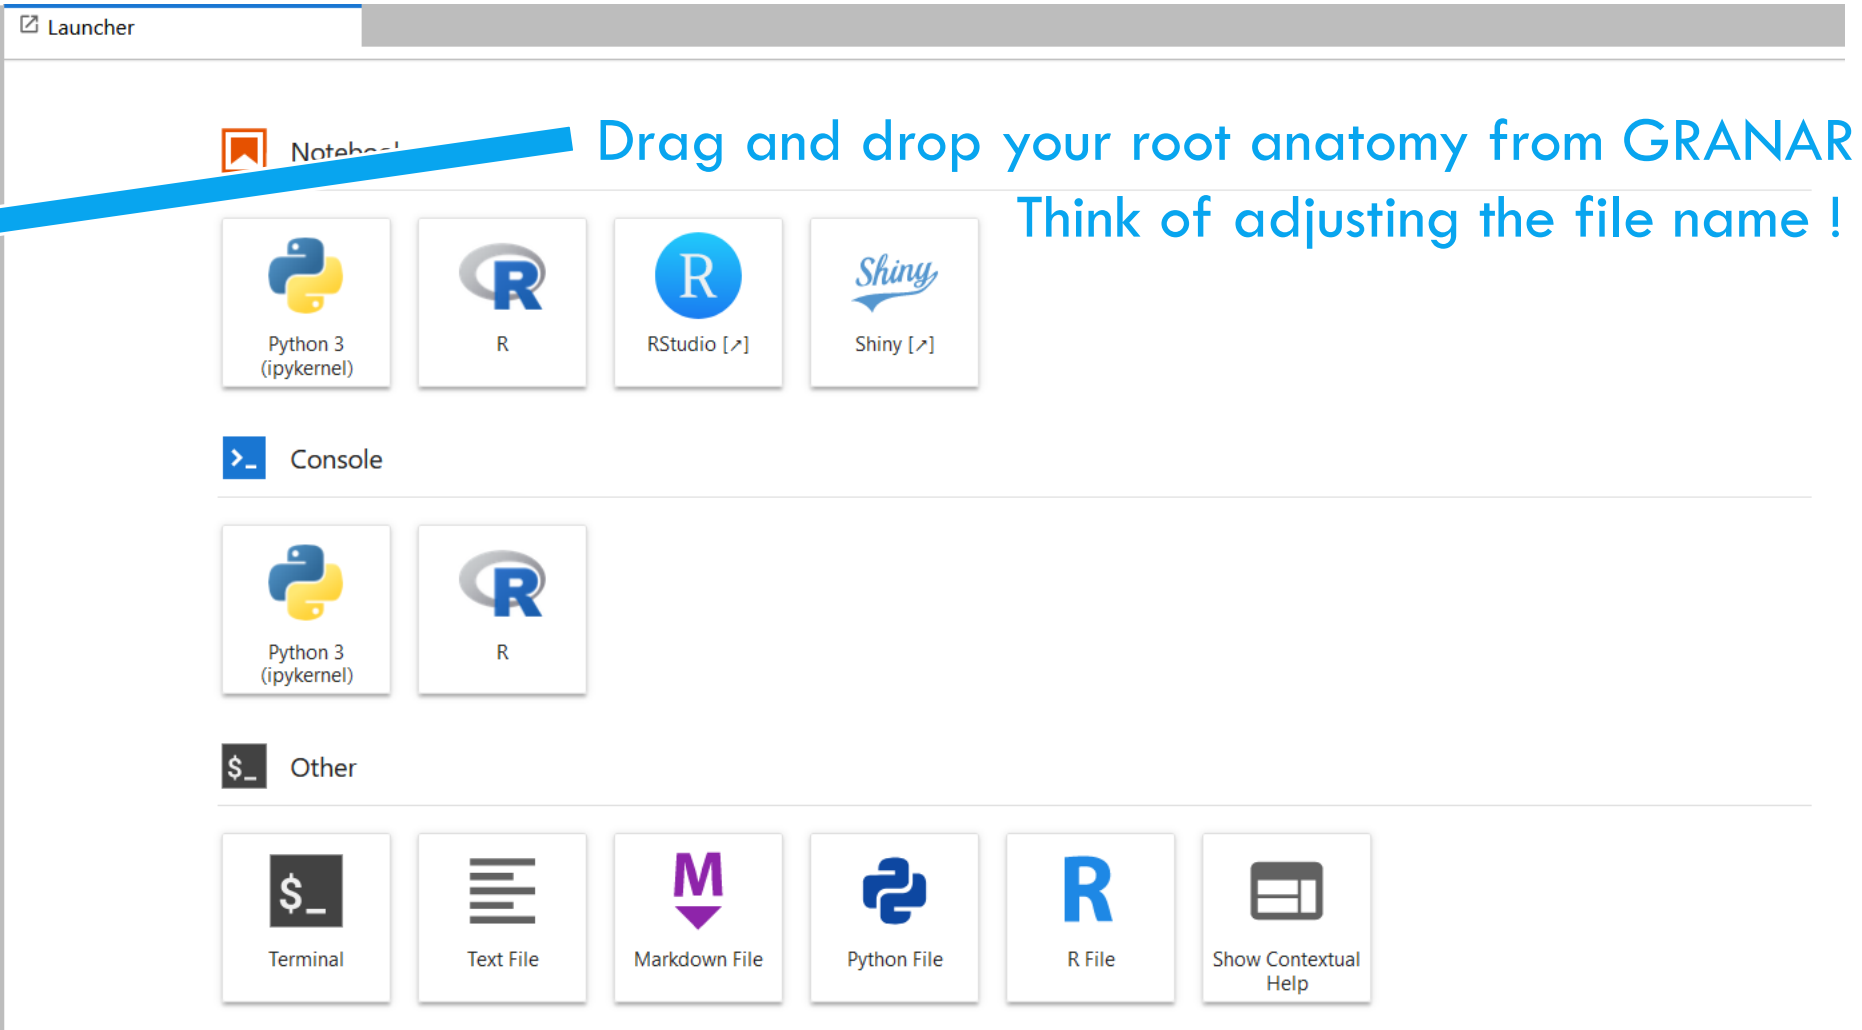 Launcher
Notebook
Drag and drop your root anatomy from GRANAR
Think of adjusting the file name !
R
Shiny
Python 3
(ipykernel)
R
RStudio [↗]
Shiny [↗]
>_ Console
Python 3
(ipykernel)
R
$_ Other
$_
M
R
Terminal
Text File
Markdown File
Python File
R File
Show Contextual
Help